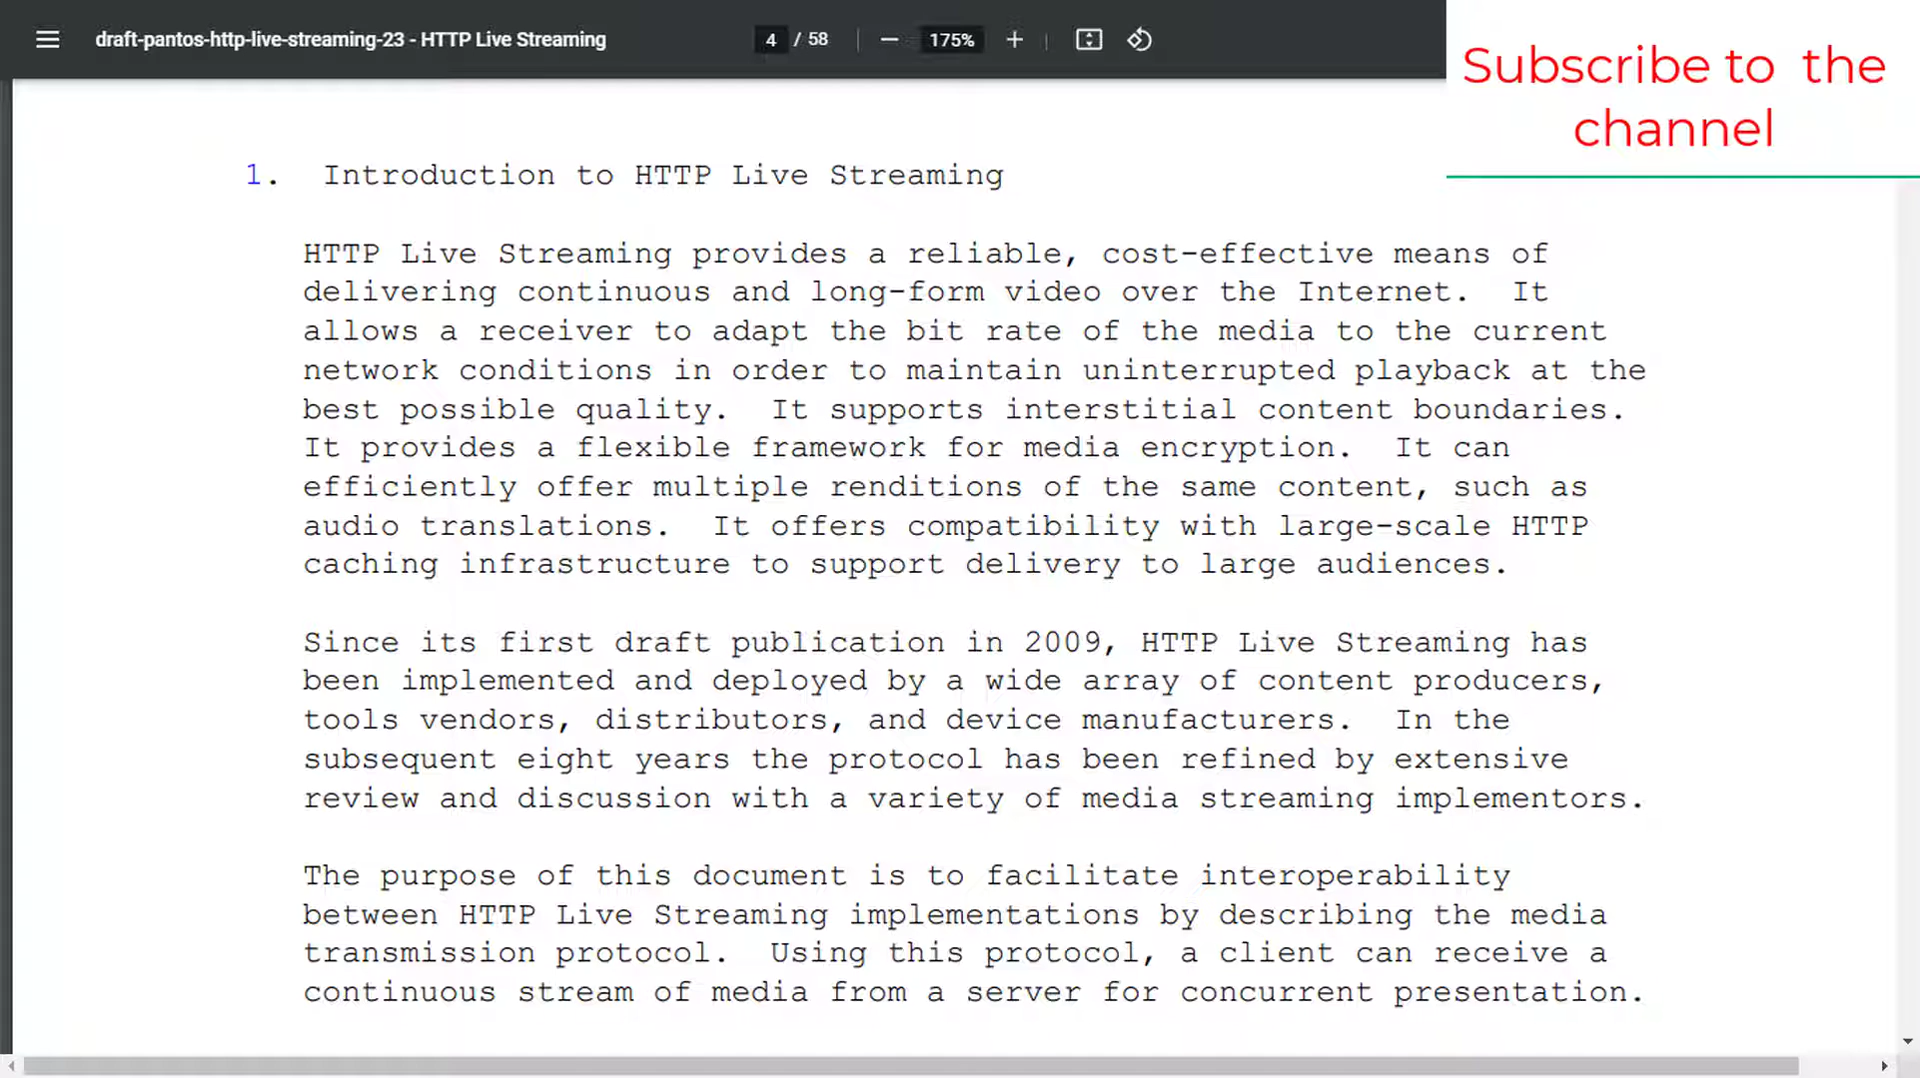 draft-pantos-http-live-streaming-23 - HTTP Live Streaming
4 / 58
175%
Subscribe to the
channel
1. Introduction to HTTP Live Streaming
HTTP Live Streaming provides a reliable, cost-effective means of
delivering continuous and long-form video over the Internet. It
allows a receiver to adapt the bit rate of the media to the current
network conditions in order to maintain uninterrupted playback at the
best possible quality. It supports interstitial content boundaries.
It provides a flexible framework for media encryption. It can
efficiently offer multiple renditions of the same content, such as
audio translations. It offers compatibility with large-scale HTTP
caching infrastructure to support delivery to large audiences.
Since its first draft publication in 2009, HTTP Live Streaming has
been implemented and deployed by a wide array of content producers,
tools vendors, distributors, and device manufacturers. In the
subsequent eight years the protocol has been refined by extensive
review and discussion with a variety of media streaming implementors.
The purpose of this document is to facilitate interoperability
between HTTP Live Streaming implementations by describing the media
transmission protocol. Using this protocol, a client can receive a
continuous stream of media from a server for concurrent presentation.